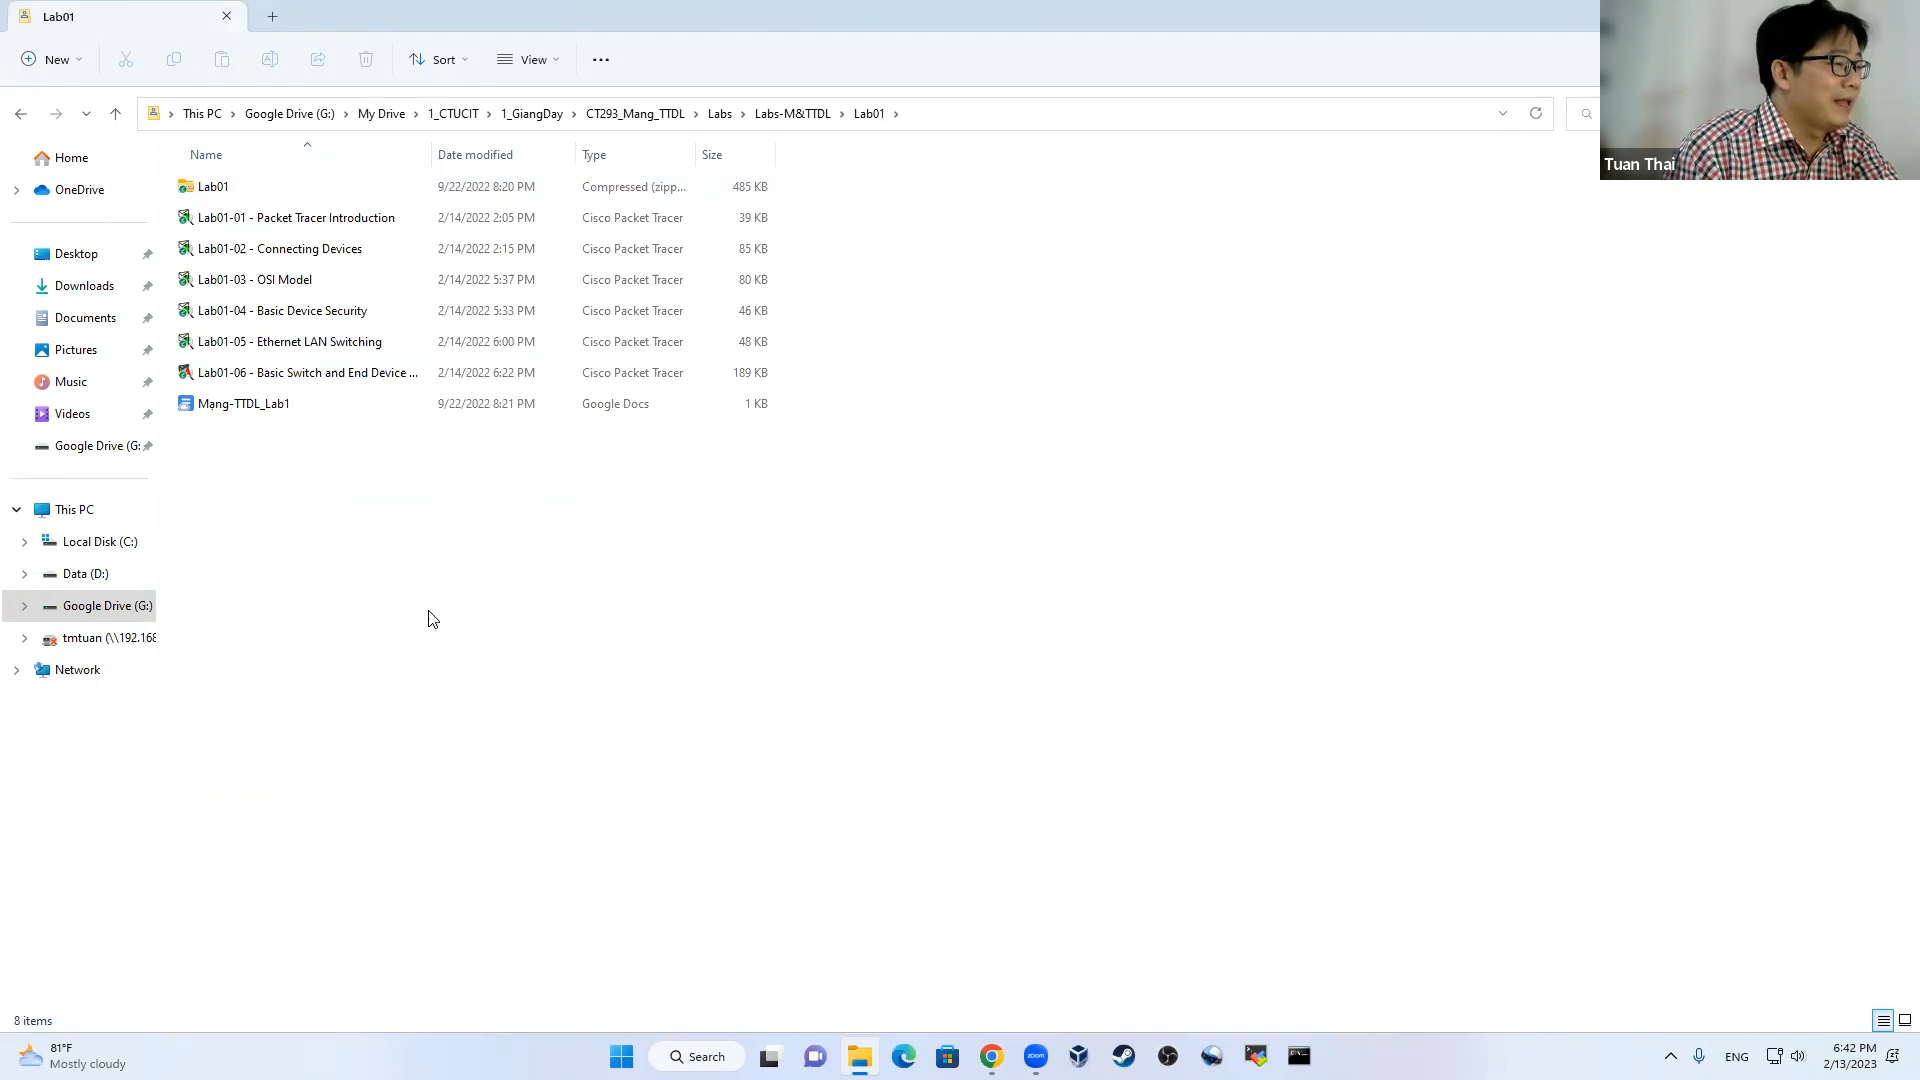 Lab01
New
Sort
View
This PC > Google Drive (G:) > My Drive > 1_CTUCIT > 1_GiangDay > CT293_Mang_TTDL > Labs > Labs-M&TTDL > Lab01 >
Tuan Thai
Home
OneDrive
Desktop
Downloads
Documents
Pictures
Music
Videos
Google Drive (G:
This PC
Local Disk (C:)
Data (D:)
Google Drive (G:)
tmtuan (\\192.168
Network
Name Date modified Type Size
Lab01 9/22/2022 8:20 PM Compressed (zipp... 485 KB
Lab01-01 - Packet Tracer Introduction 2/14/2022 2:05 PM Cisco Packet Tracer 39 KB
Lab01-02 - Connecting Devices 2/14/2022 2:15 PM Cisco Packet Tracer 85 KB
Lab01-03 - OSI Model 2/14/2022 5:37 PM Cisco Packet Tracer 80 KB
Lab01-04 - Basic Device Security 2/14/2022 5:33 PM Cisco Packet Tracer 46 KB
Lab01-05 - Ethernet LAN Switching 2/14/2022 6:00 PM Cisco Packet Tracer 48 KB
Lab01-06 - Basic Switch and End Device ... 2/14/2022 6:22 PM Cisco Packet Tracer 189 KB
Mạng-TTDL_Lab1 9/22/2022 8:21 PM Google Docs 1 KB
8 items
81°F
Mostly cloudy
Search
zoom
ENG
6:42 PM
2/13/2023